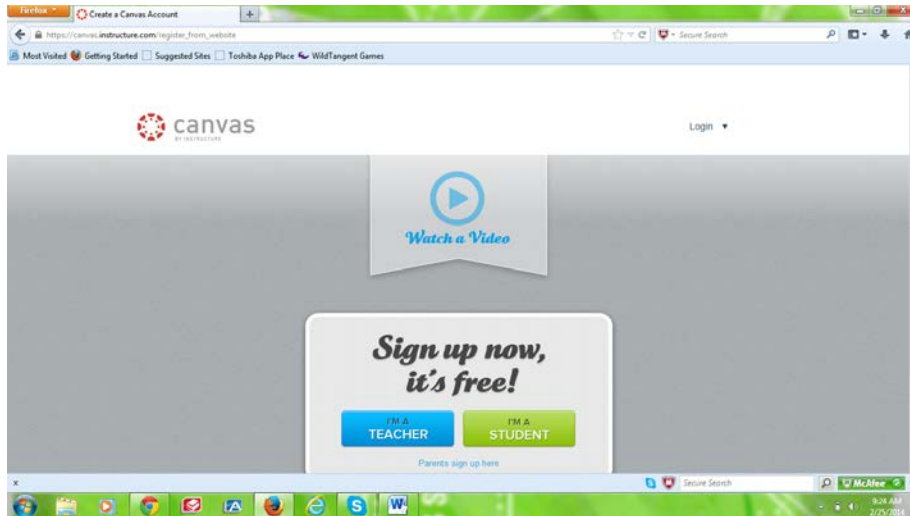 Firefox
Create a Canvas Account
https://canvas.instructure.com/register_from_website
Secure Search
Most Visited Getting Started Suggested Sites Toshiba App Place WildTangent Games
canvas
BY INSTRUCTURE
Login
Watch a Video
Sign up now,
it's free!
I'M A
TEACHER
I'M A
STUDENT
Parents sign up here
x
Secure Search
McAfee
9:24 AM
2/25/2014